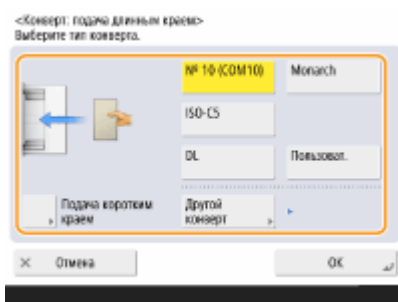 <Конверт: подача длинным краем>
Выберите тип конверта.
№ 10 (COM10)
Monarch
ISO-C5
DL
Пользоват.
Подача коротким
краем
Другой
конверт
Отмена
OK